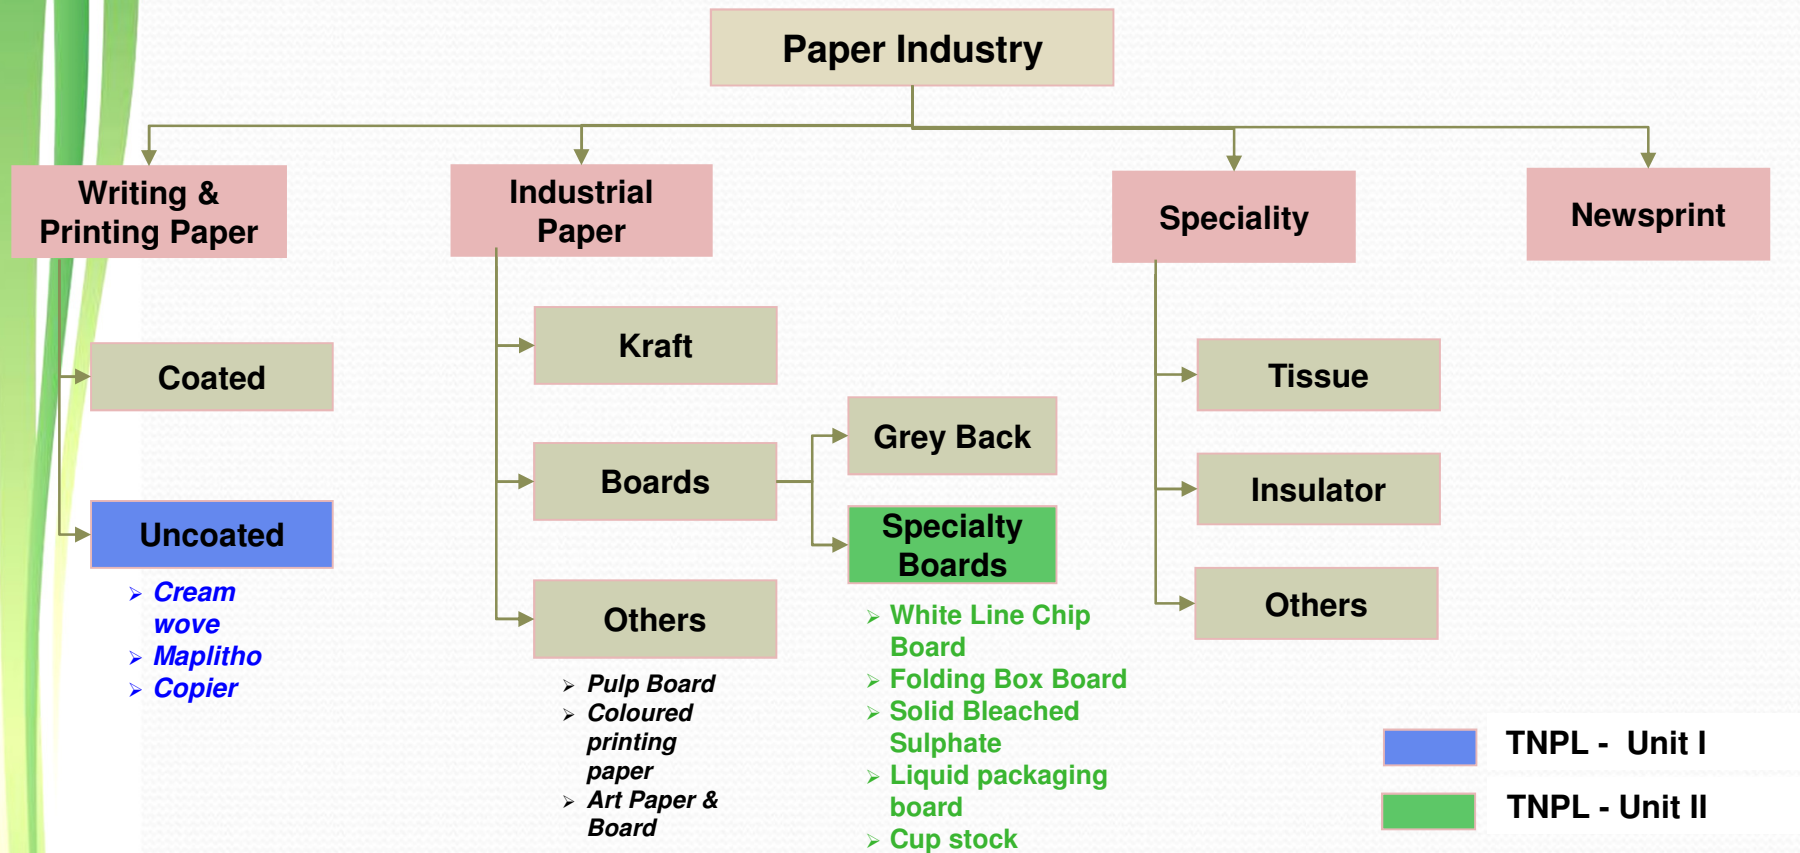 Paper Industry
Writing &
Printing Paper
Industrial
Paper
Speciality
Newsprint
Coated
Uncoated
➢ Cream
wove
➢ Maplitho
➢ Copier
Kraft
Boards
Others
➢ Pulp Board
➢ Coloured
printing
paper
➢ Art Paper &
Board
Grey Back
Specialty
Boards
➢ White Line Chip
Board
➢ Folding Box Board
➢ Solid Bleached
Sulphate
➢ Liquid packaging
board
➢ Cup stock
Tissue
Insulator
Others
TNPL - Unit I
TNPL - Unit II